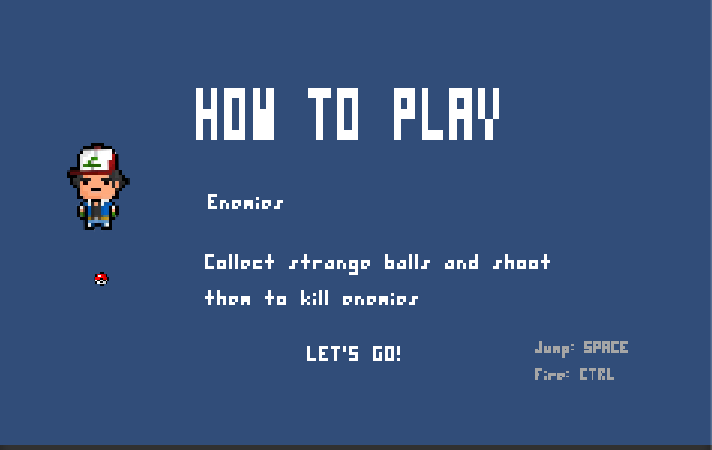 HOW TO PLAY
Enemies
Collect strange balls and shoot
them to kill enemies
LET'S GO!
Jump: SPACE
Fire: CTRL